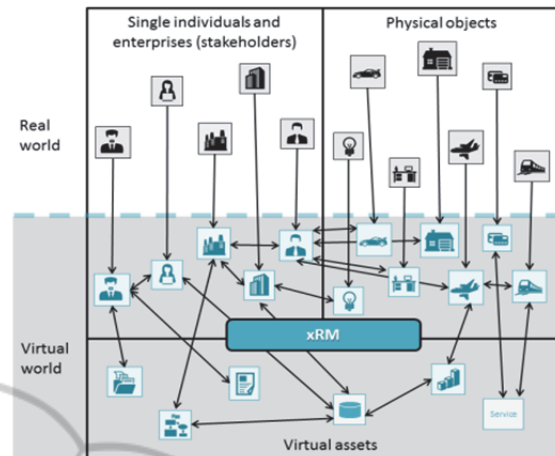 Single individuals and
enterprises (stakeholders)
Physical objects
Real
world
xRM
Virtual
world
Service
Virtual assets